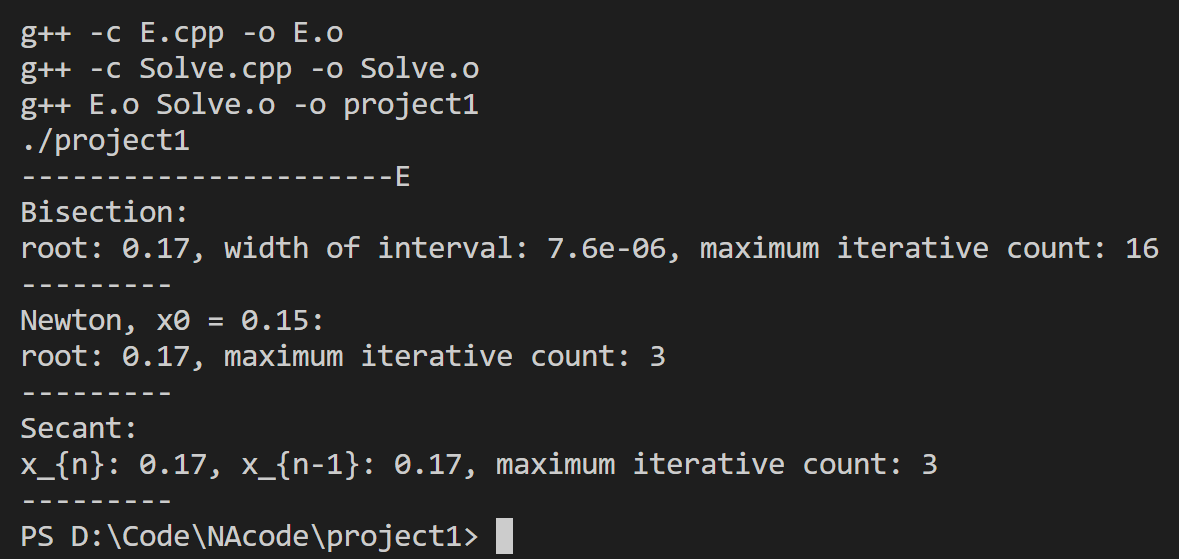 g++ -c E.cpp -o E.o
g++ -c Solve.cpp -o Solve.o
g++ E.o Solve.o -o project1
./project1
----------------------E
Bisection:
root: 0.17, width of interval: 7.6e-06, maximum iterative count: 16
---------
Newton, x0 = 0.15:
root: 0.17, maximum iterative count: 3
---------
Secant:
x_{n}: 0.17, x_{n-1}: 0.17, maximum iterative count: 3
---------
PS D:\Code\NAcode\project1>